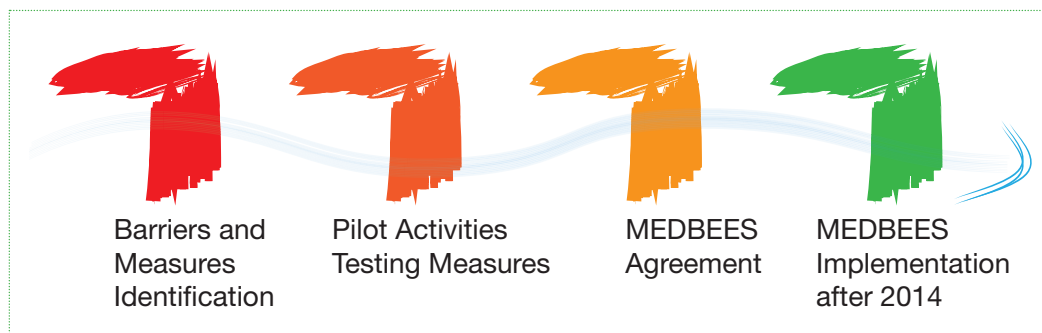 Barriers and
Measures
Identification
Pilot Activities
Testing Measures
MEDBEES
Agreement
MEDBEES
Implementation
after 2014